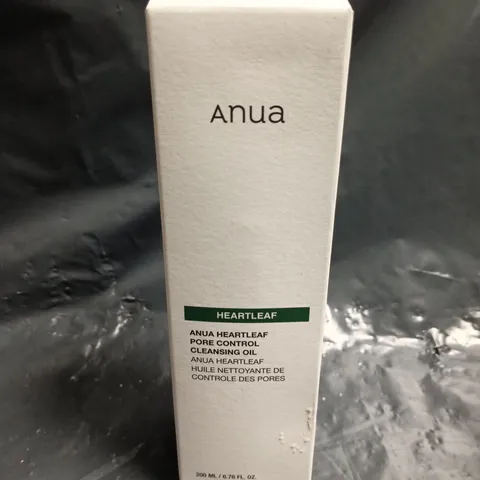 Anua
HEARTLEAF
ANUA HEARTLEAF
PORE CONTROL
CLEANSING OIL
ANUA HEARTLEAF
HUILE NETTOYANTE DE
CONTROLE DES PORES
200 ML / 6.76 FL. OZ.